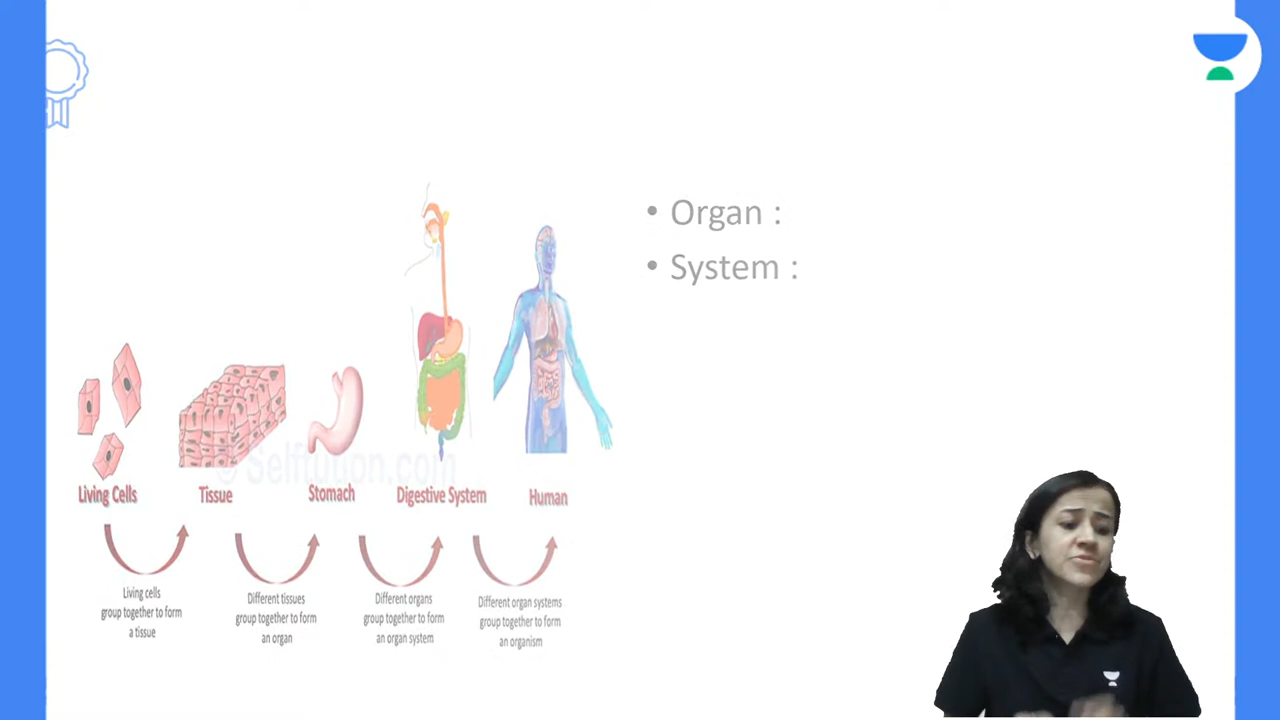 • Organ :
• System :
© Selftution.com
Living Cells
Tissue
Stomach
Digestive System
Human
Living cells
group together to form
a tissue
Different tissues
group together to form
an organ
Different organs
group together to form
an organ system
Different organ systems
group together to form
an organism